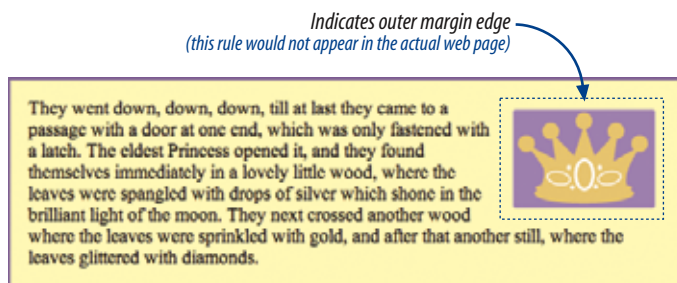 Indicates outer margin edge
(this rule would not appear in the actual web page)
They went down, down, down, till at last they came to a
passage with a door at one end, which was only fastened with
a latch. The eldest Princess opened it, and they found
themselves immediately in a lovely little wood, where the
leaves were spangled with drops of silver which shone in the
brilliant light of the moon. They next crossed another wood
where the leaves were sprinkled with gold, and after that another still, where the
leaves glittered with diamonds.